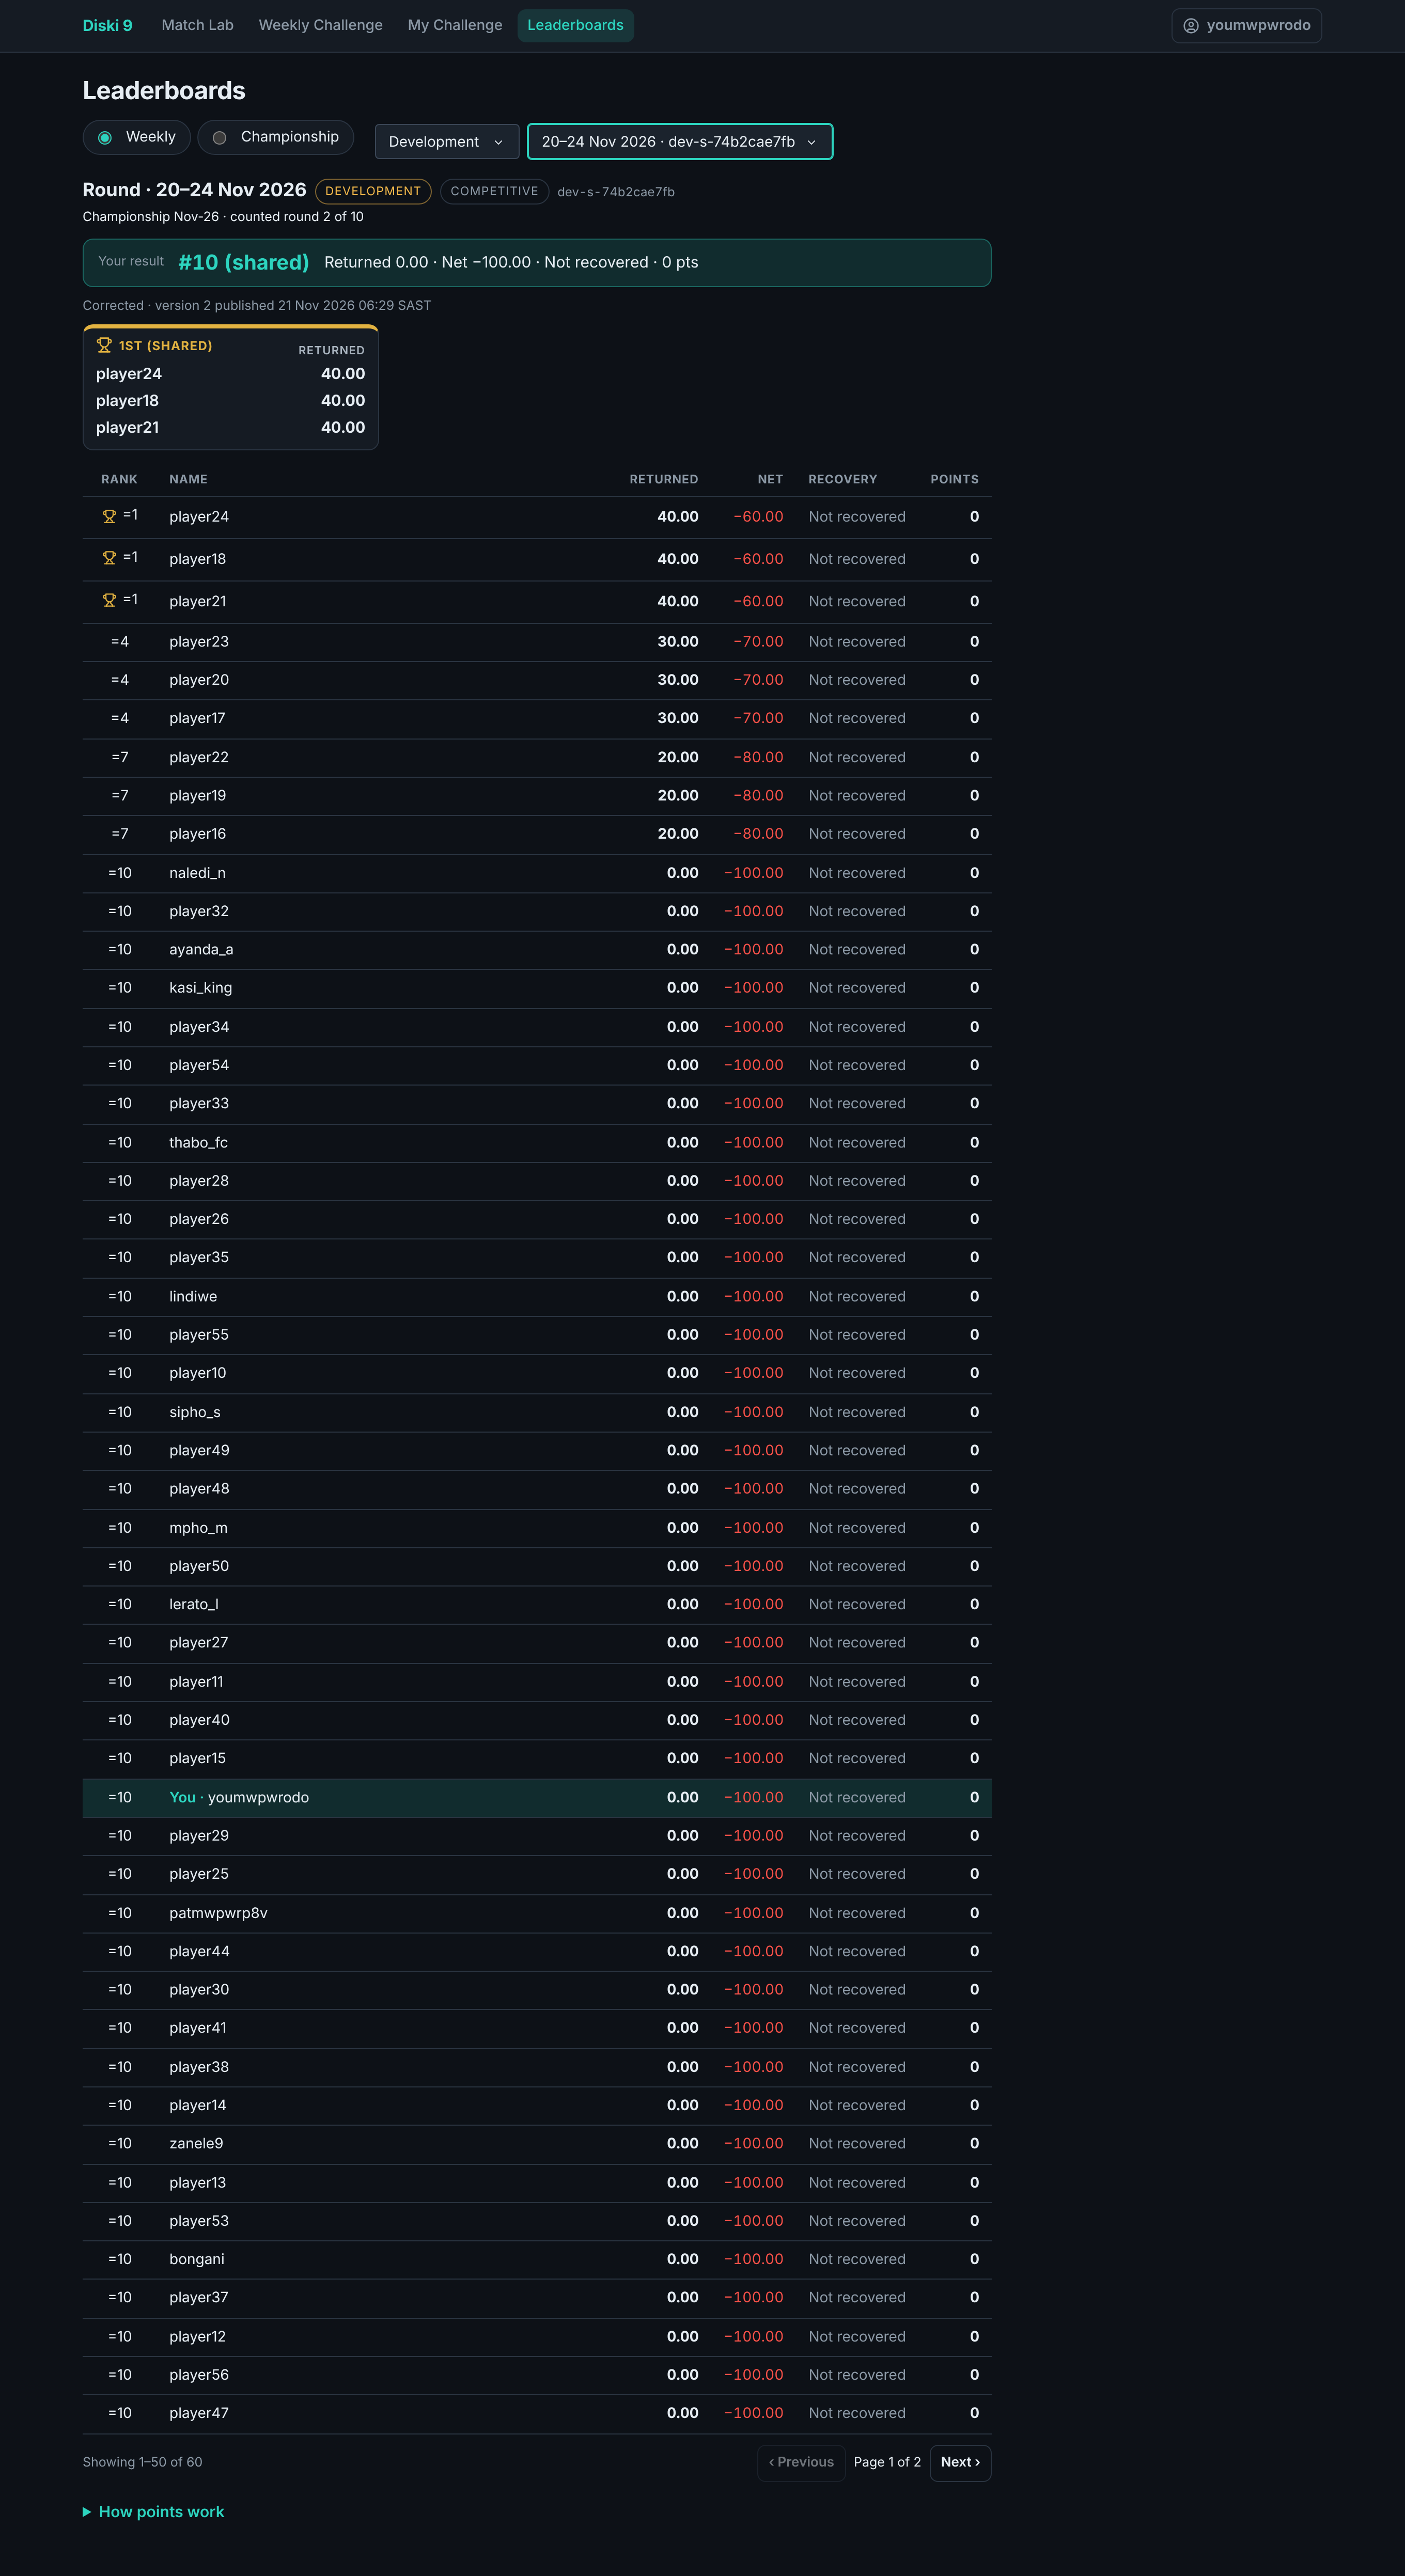 Diski 9 Match Lab Weekly Challenge My Challenge Leaderboards youmwpwrodo
Leaderboards
Weekly Championship Development 20–24 Nov 2026 · dev-s-74b2cae7fb
Round · 20–24 Nov 2026 DEVELOPMENT COMPETITIVE dev-s-74b2cae7fb
Championship Nov-26 · counted round 2 of 10
Your result #10 (shared) Returned 0.00 · Net −100.00 · Not recovered · 0 pts
Corrected · version 2 published 21 Nov 2026 06:29 SAST
1ST (SHARED) RETURNED
player24 40.00
player18 40.00
player21 40.00
RANK NAME RETURNED NET RECOVERY POINTS
=1 player24 40.00 −60.00 Not recovered 0
=1 player18 40.00 −60.00 Not recovered 0
=1 player21 40.00 −60.00 Not recovered 0
=4 player23 30.00 −70.00 Not recovered 0
=4 player20 30.00 −70.00 Not recovered 0
=4 player17 30.00 −70.00 Not recovered 0
=7 player22 20.00 −80.00 Not recovered 0
=7 player19 20.00 −80.00 Not recovered 0
=7 player16 20.00 −80.00 Not recovered 0
=10 naledi_n 0.00 −100.00 Not recovered 0
=10 player32 0.00 −100.00 Not recovered 0
=10 ayanda_a 0.00 −100.00 Not recovered 0
=10 kasi_king 0.00 −100.00 Not recovered 0
=10 player34 0.00 −100.00 Not recovered 0
=10 player54 0.00 −100.00 Not recovered 0
=10 player33 0.00 −100.00 Not recovered 0
=10 thabo_fc 0.00 −100.00 Not recovered 0
=10 player28 0.00 −100.00 Not recovered 0
=10 player26 0.00 −100.00 Not recovered 0
=10 player35 0.00 −100.00 Not recovered 0
=10 lindiwe 0.00 −100.00 Not recovered 0
=10 player55 0.00 −100.00 Not recovered 0
=10 player10 0.00 −100.00 Not recovered 0
=10 sipho_s 0.00 −100.00 Not recovered 0
=10 player49 0.00 −100.00 Not recovered 0
=10 player48 0.00 −100.00 Not recovered 0
=10 mpho_m 0.00 −100.00 Not recovered 0
=10 player50 0.00 −100.00 Not recovered 0
=10 lerato_l 0.00 −100.00 Not recovered 0
=10 player27 0.00 −100.00 Not recovered 0
=10 player11 0.00 −100.00 Not recovered 0
=10 player40 0.00 −100.00 Not recovered 0
=10 player15 0.00 −100.00 Not recovered 0
=10 You · youmwpwrodo 0.00 −100.00 Not recovered 0
=10 player29 0.00 −100.00 Not recovered 0
=10 player25 0.00 −100.00 Not recovered 0
=10 patmwpwrp8v 0.00 −100.00 Not recovered 0
=10 player44 0.00 −100.00 Not recovered 0
=10 player30 0.00 −100.00 Not recovered 0
=10 player41 0.00 −100.00 Not recovered 0
=10 player38 0.00 −100.00 Not recovered 0
=10 player14 0.00 −100.00 Not recovered 0
=10 zanele9 0.00 −100.00 Not recovered 0
=10 player13 0.00 −100.00 Not recovered 0
=10 player53 0.00 −100.00 Not recovered 0
=10 bongani 0.00 −100.00 Not recovered 0
=10 player37 0.00 −100.00 Not recovered 0
=10 player12 0.00 −100.00 Not recovered 0
=10 player56 0.00 −100.00 Not recovered 0
=10 player47 0.00 −100.00 Not recovered 0
Showing 1–50 of 60 ‹ Previous Page 1 of 2 Next ›
How points work